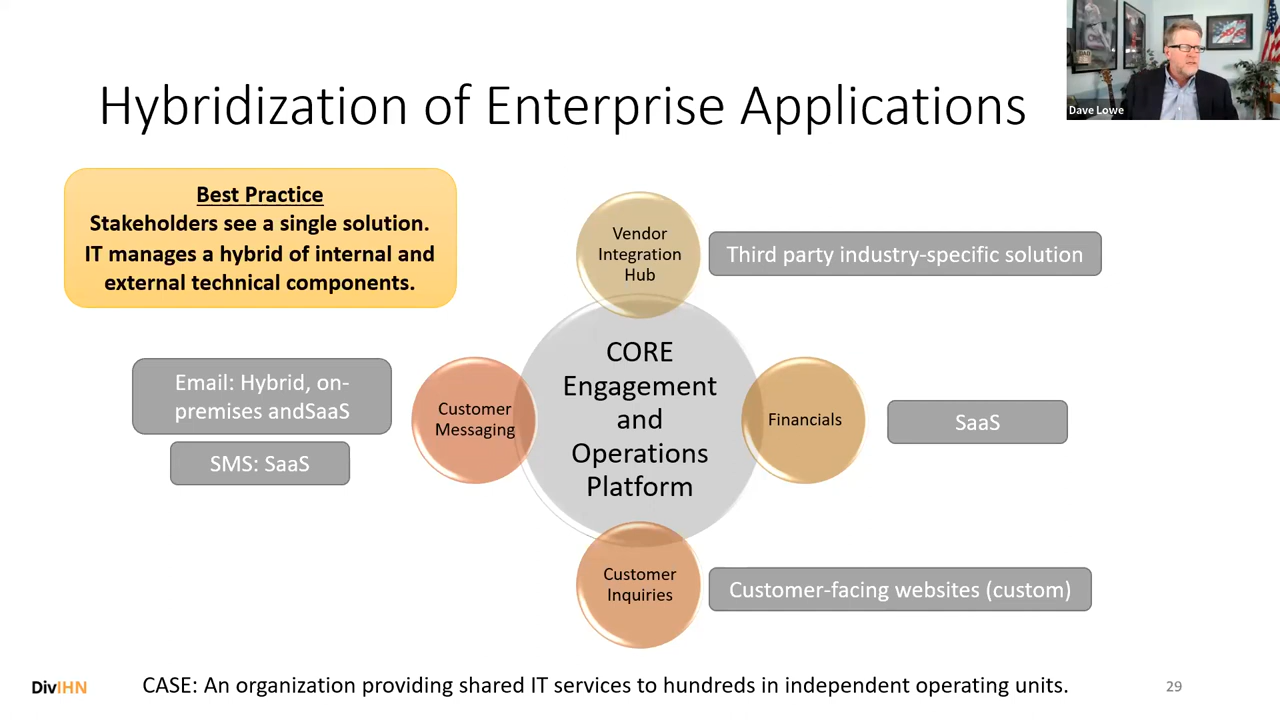 Hybridization of Enterprise Applications
Dave Lowe
Best Practice
Stakeholders see a single solution.
IT manages a hybrid of internal and
external technical components.
Vendor
Integration
Hub
Third party industry-specific solution
CORE
Engagement
and
Operations
Platform
Email: Hybrid, on-
premises andSaaS
SMS: SaaS
Customer
Messaging
Financials
SaaS
Customer
Inquiries
Customer-facing websites (custom)
DivIHN
CASE: An organization providing shared IT services to hundreds in independent operating units.
29